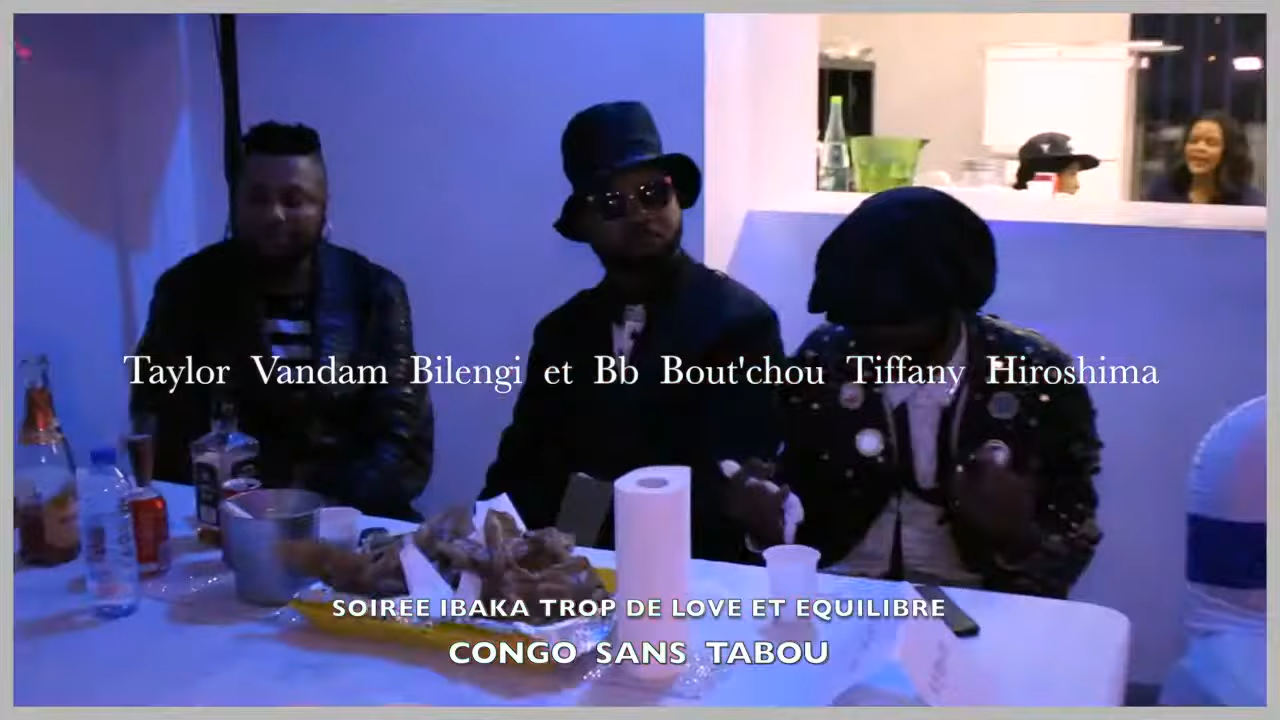 Taylor Vandam Bilengi et Bb Bout'chou Tiffany Hiroshima
SOIREE IBAKA TROP DE LOVE ET EQUILIBRE
CONGO SANS TABOU